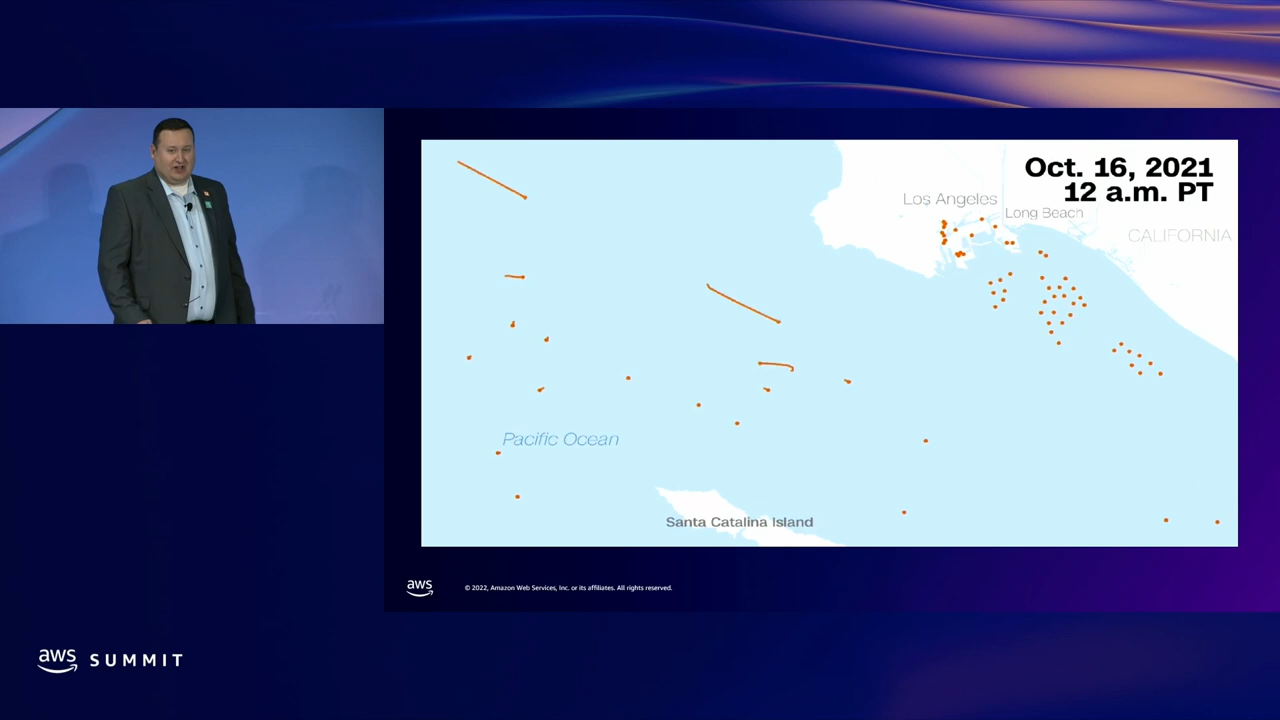 Oct. 16, 2021
12 a.m. PT
Los Angeles
Long Beach
CALIFORNIA
Pacific Ocean
Santa Catalina Island
aws
© 2022, Amazon Web Services, Inc. or its affiliates. All rights reserved.
aws SUMMIT